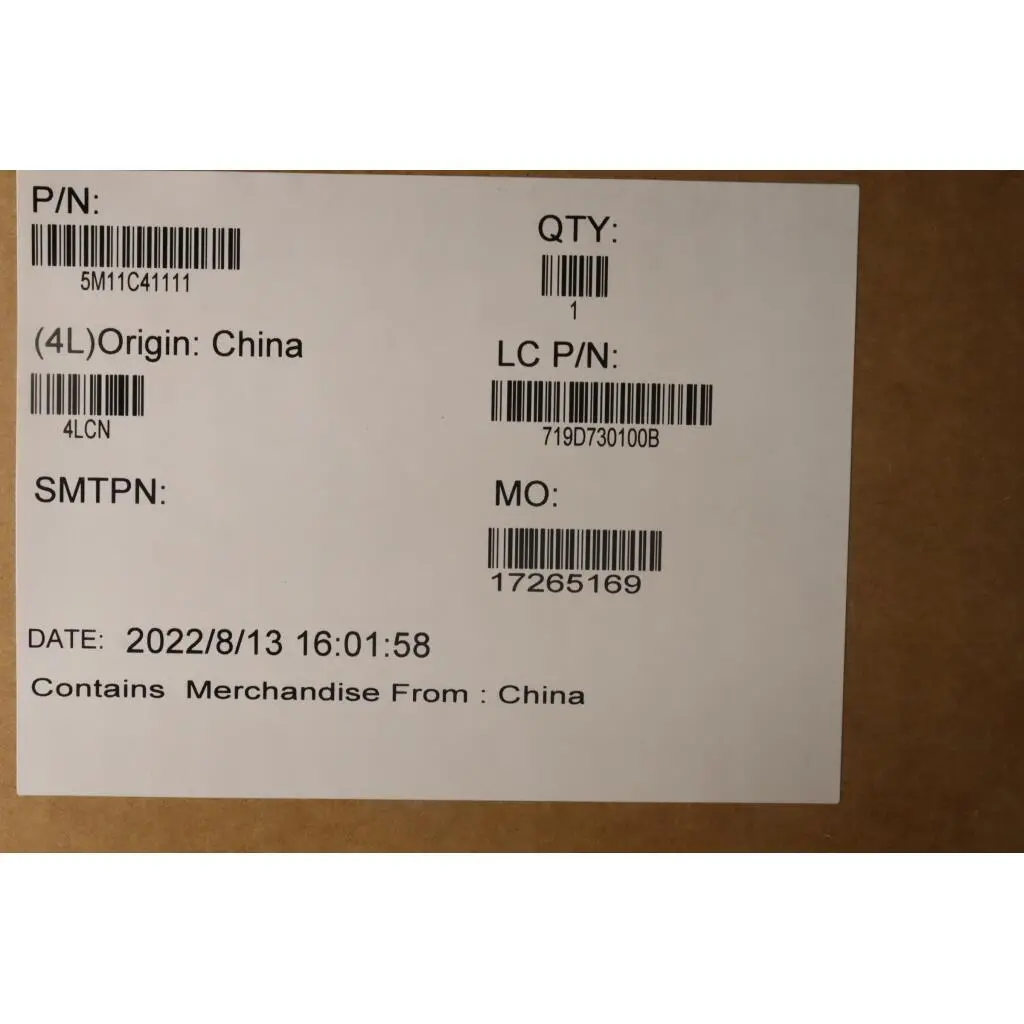 P/N:
5M11C41111
QTY:
1
(4L)Origin: China
4LCN
LC P/N:
719D730100B
SMTPN:
MO:
17265169
DATE: 2022/8/13 16:01:58
Contains Merchandise From : China